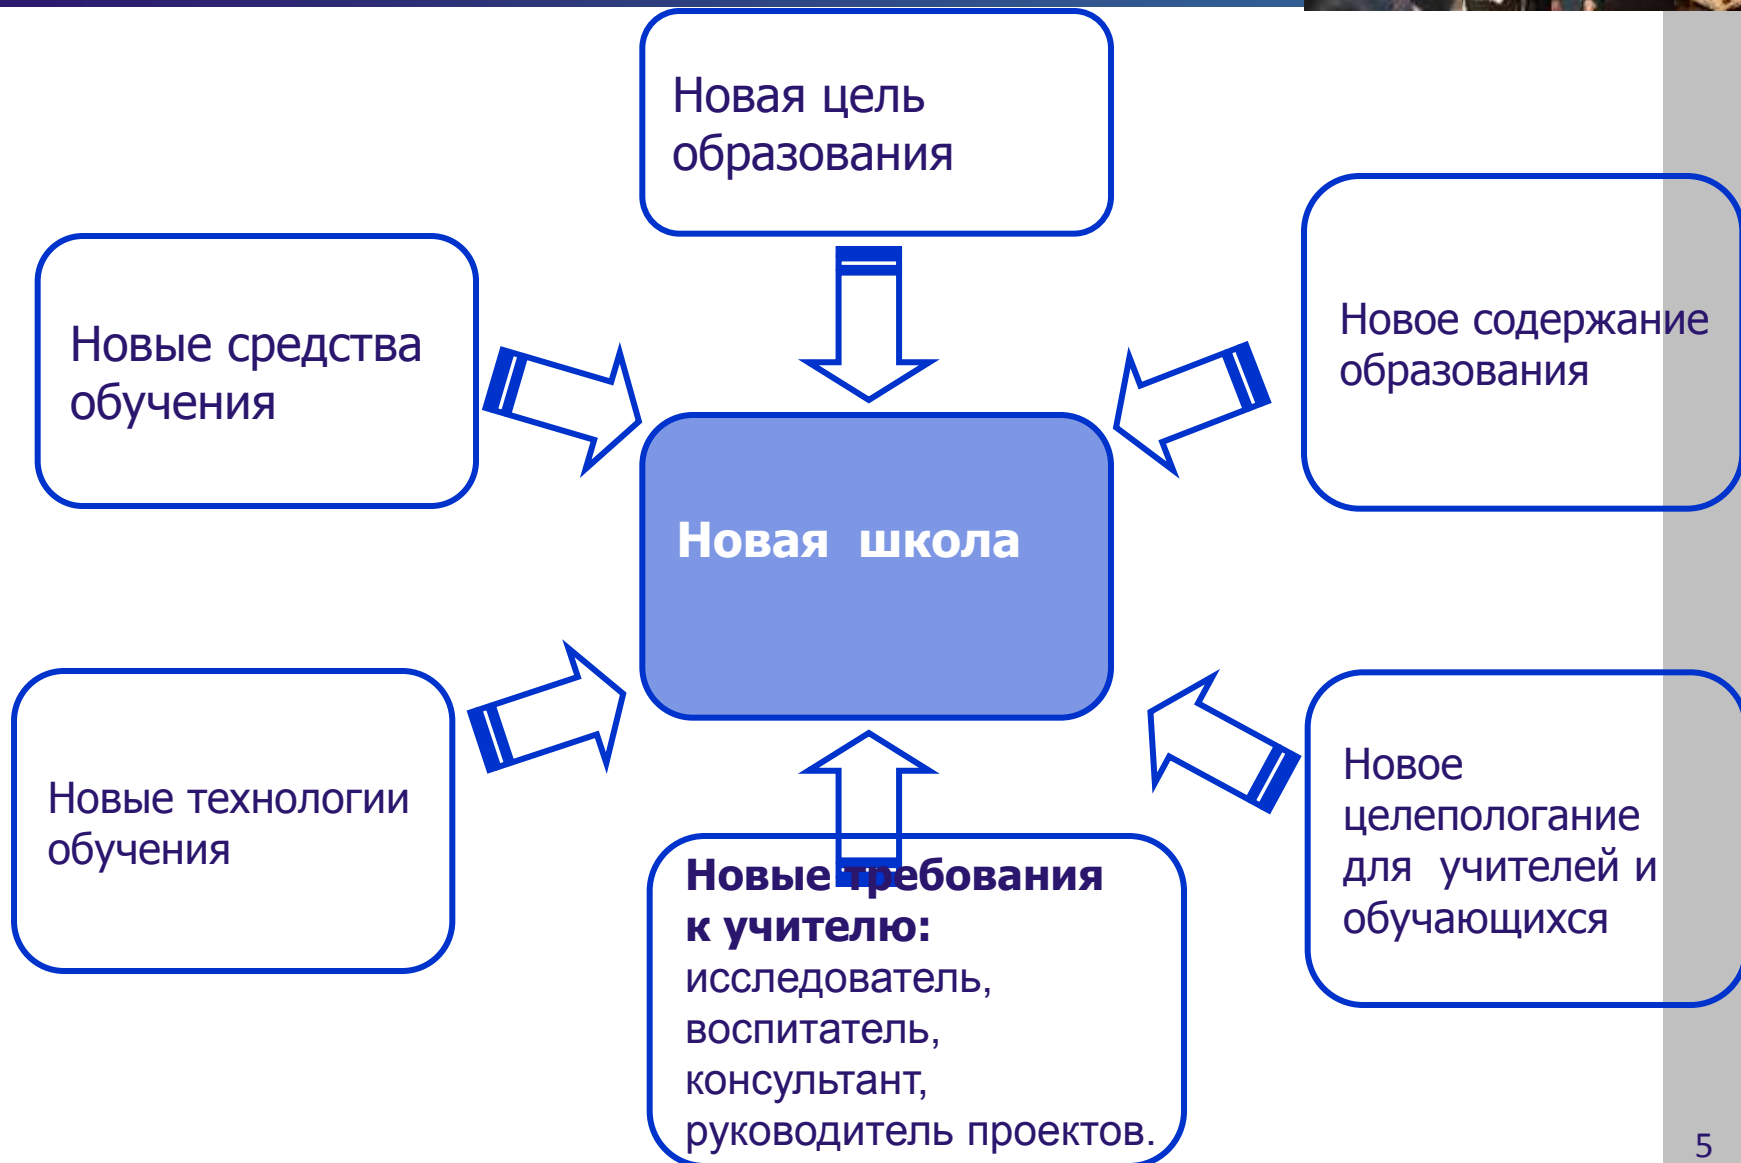 Новая цель
образования
Новые средства
обучения
Новое содержание
образования
Новая школа
Новые технологии
обучения
Новые требования
к учителю:
исследователь,
воспитатель,
консультант,
руководитель проектов.
Новое
целепологание
для учителей и
обучающихся
5